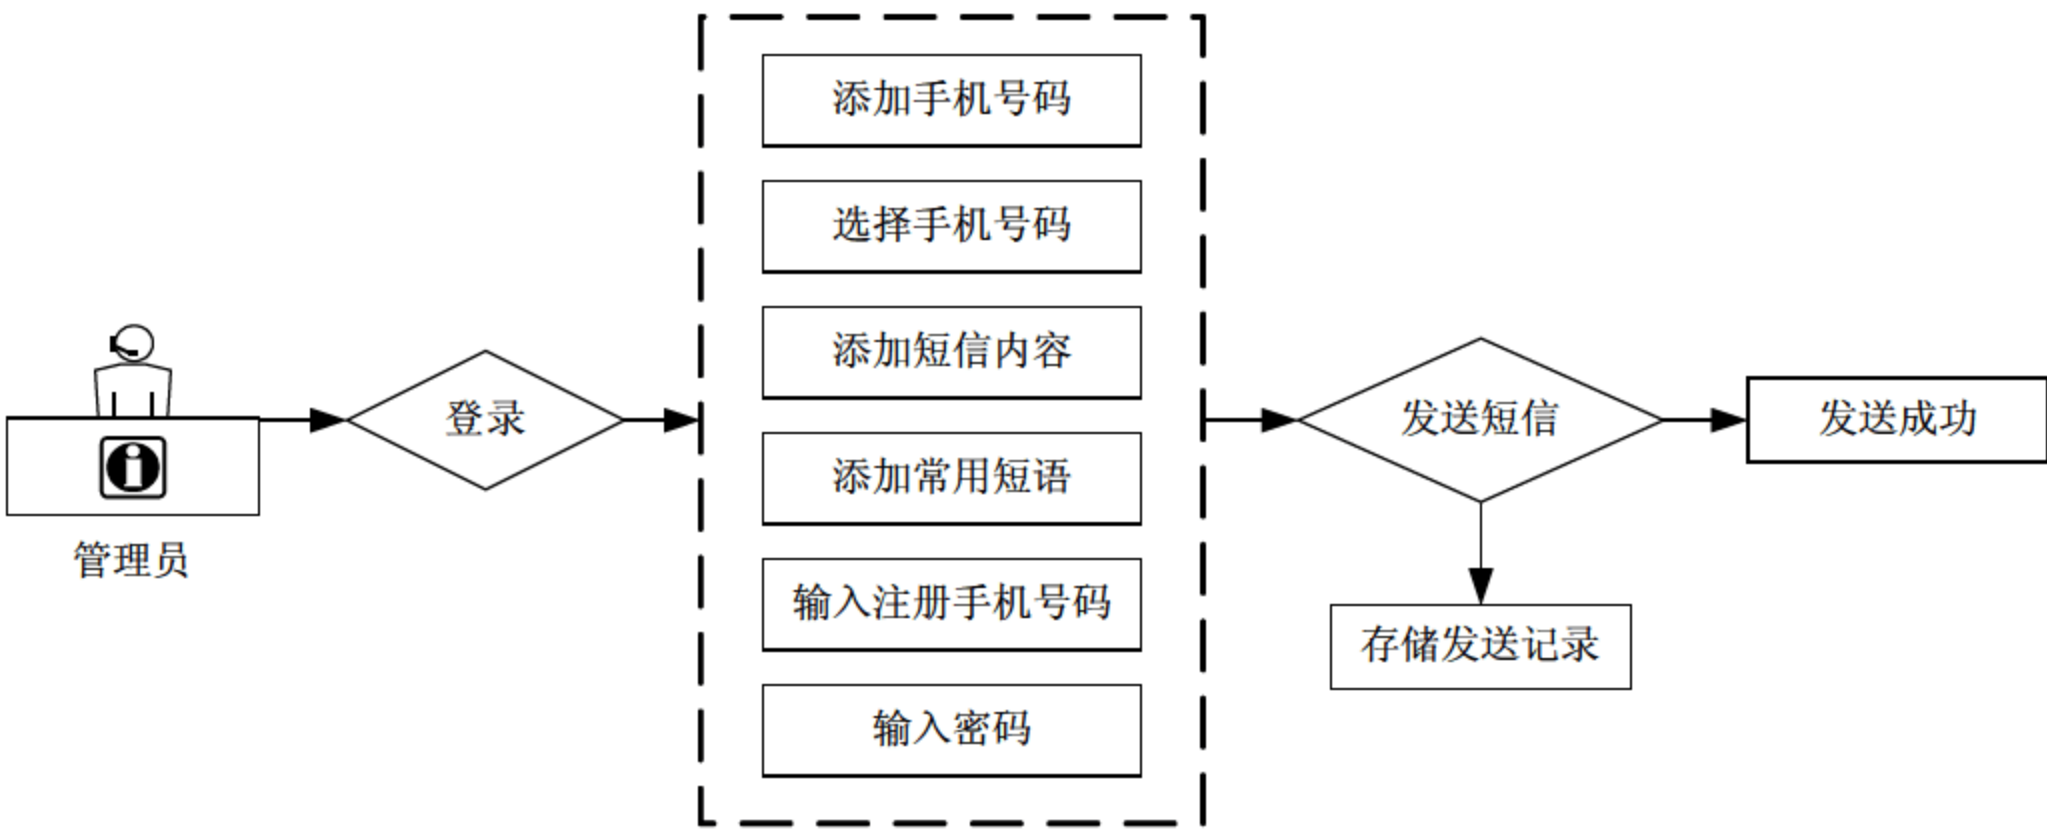 管理员
登录
添加手机号码
选择手机号码
添加短信内容
添加常用短语
输入注册手机号码
输入密码
发送短信
发送成功
存储发送记录